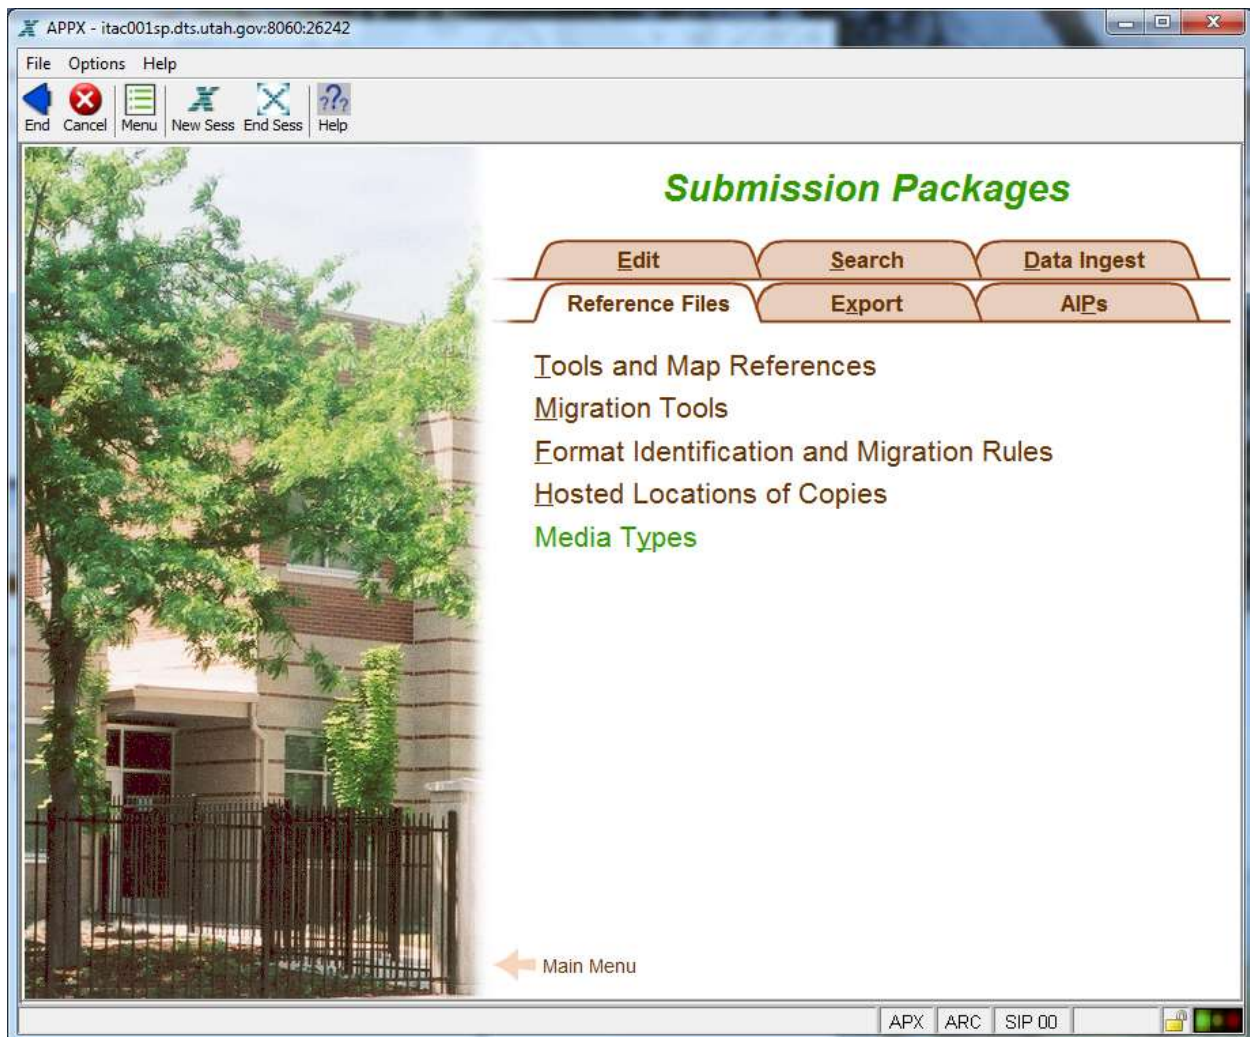 APPX - itac001sp.dts.utah.gov:8060:26242
File Options Help
End Cancel Menu New Sess End Sess Help
???
Submission Packages
Edit Search Data Ingest
Reference Files Export AIPs
Tools and Map References
Migration Tools
Format Identification and Migration Rules
Hosted Locations of Copies
Media Types
Main Menu
APX ARC SIP 00